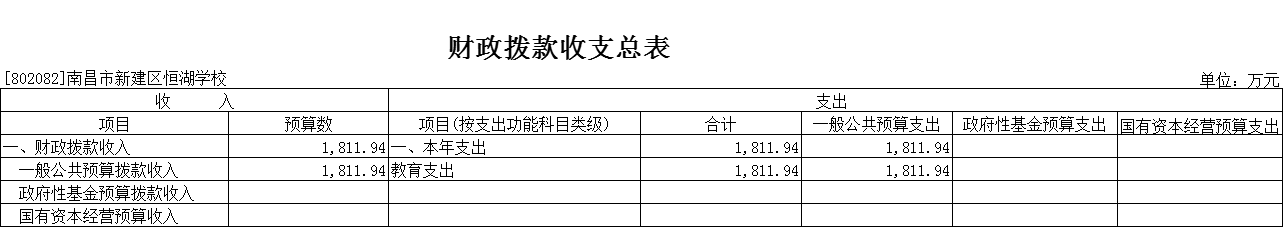 财政拨款收支总表
[802082]南昌市新建区恒湖学校 单位：万元
收 入 支出
项目 预算数 项目(按支出功能科目类级) 合计 一般公共预算支出 政府性基金预算支出 国有资本经营预算支出
一、财政拨款收入 1,811.94 一、本年支出 1,811.94 1,811.94
一般公共预算拨款收入 1,811.94 教育支出 1,811.94 1,811.94
政府性基金预算拨款收入
国有资本经营预算收入